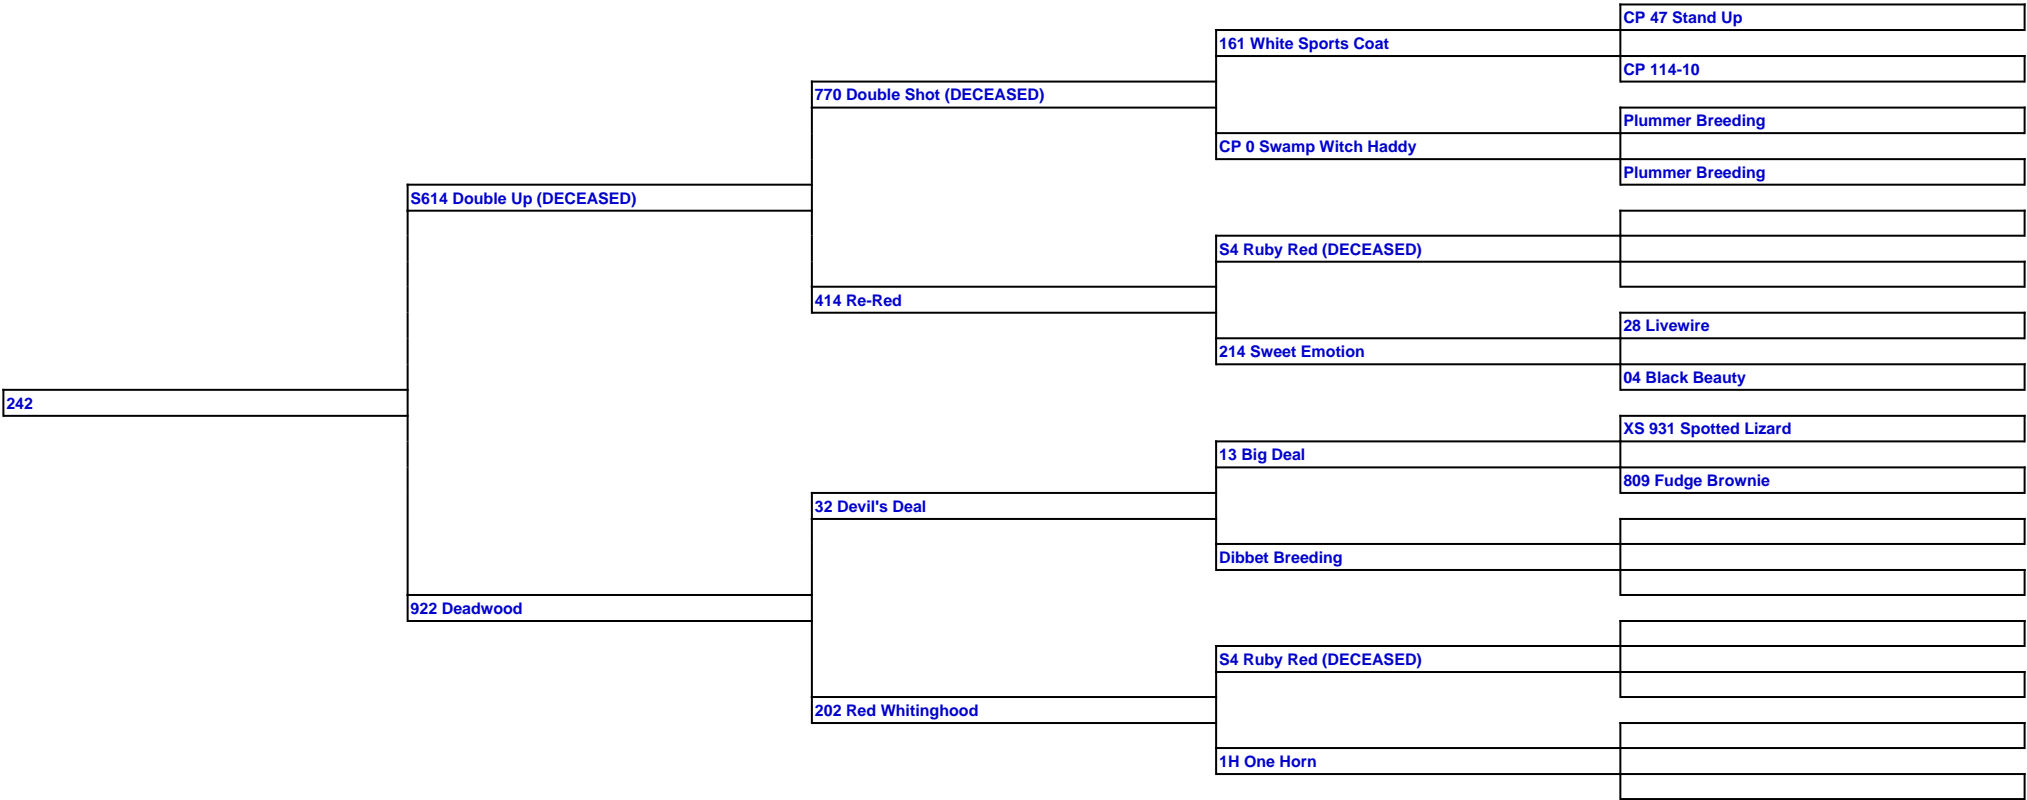 CP 47 Stand Up
161 White Sports Coat
CP 114-10
770 Double Shot (DECEASED)
Plummer Breeding
CP 0 Swamp Witch Haddy
Plummer Breeding
S614 Double Up (DECEASED)
S4 Ruby Red (DECEASED)
414 Re-Red
28 Livewire
214 Sweet Emotion
04 Black Beauty
242
XS 931 Spotted Lizard
13 Big Deal
809 Fudge Brownie
32 Devil's Deal
Dibbet Breeding
922 Deadwood
S4 Ruby Red (DECEASED)
202 Red Whitinghood
1H One Horn